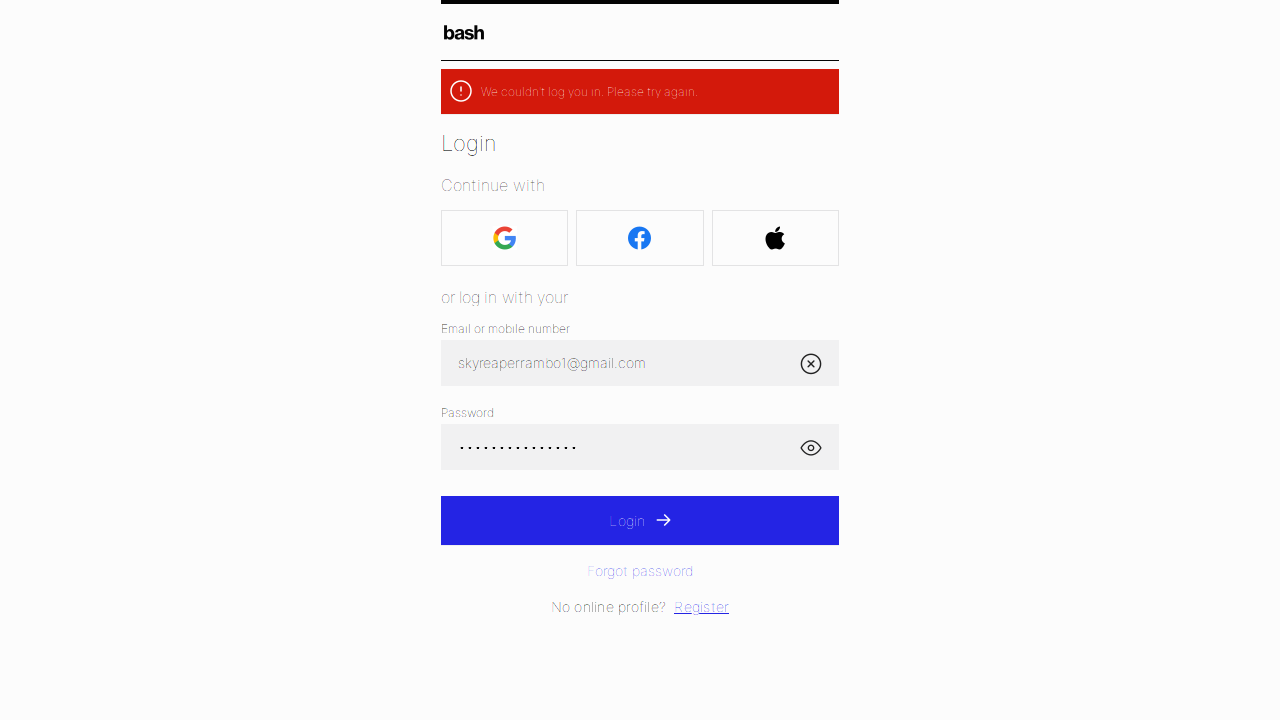 bash
We couldn't log you in. Please try again.
Login
Continue with
or log in with your
Email or mobile number
skyreaperrambo1@gmail.com
Password
•••••••••••••••
Login
Forgot password
No online profile? Register